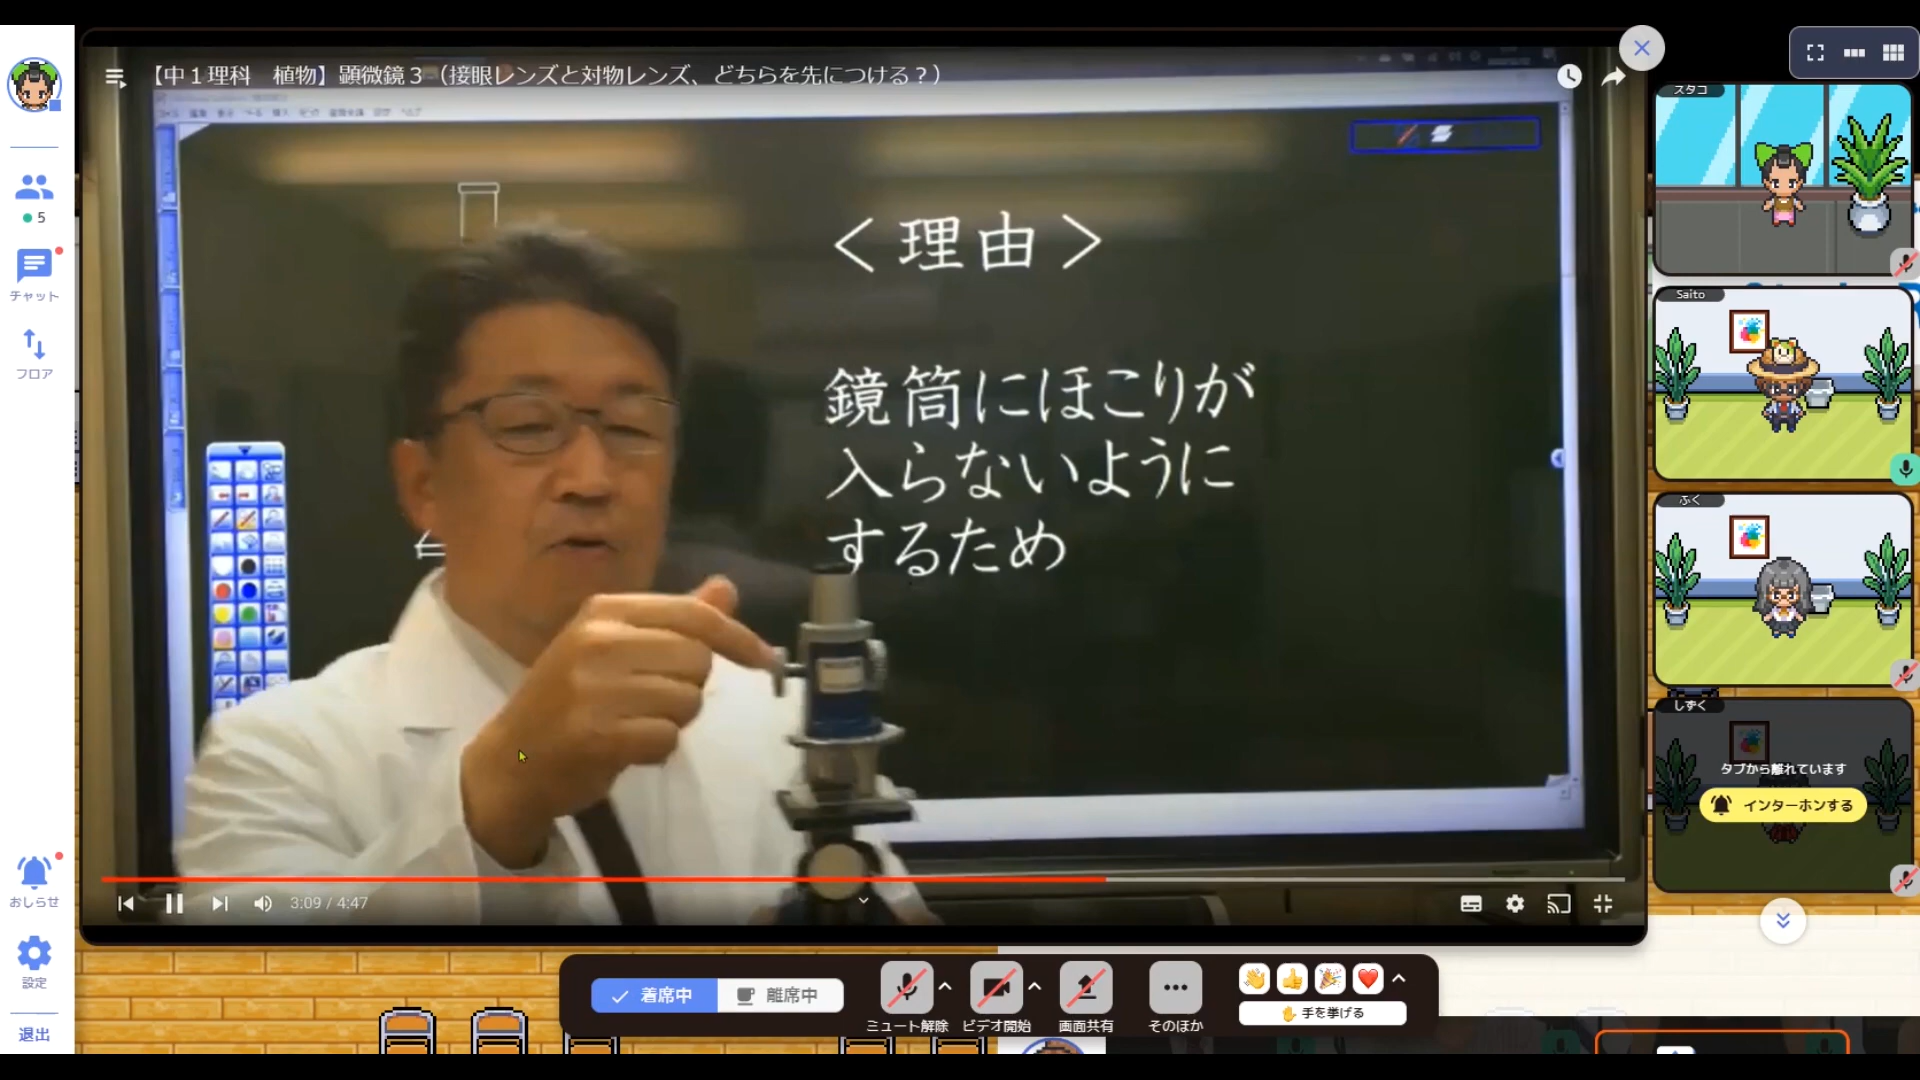 【中１理科　植物】顕微鏡３（接眼レンズと対物レンズ、どちらを先につける？）
＜理由＞
鏡筒にほこりが
入らないように
するため
3:09 / 4:47
5
チャット
フロア
おしらせ
設定
退出
スタコ
Saito
ふく
しずく
タブから離れています
インターホンする
着席中
離席中
ミュート解除
ビデオ開始
画面共有
そのほか
手を挙げる